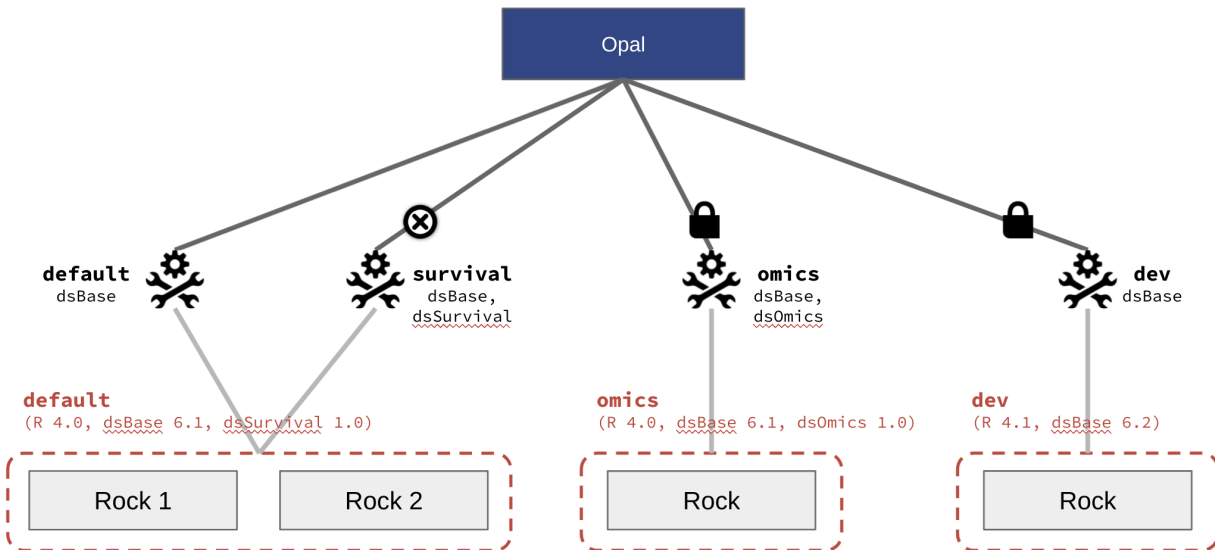 Opal
default
dsBase
survival
dsBase,
dsSurvival
omics
dsBase,
dsOmics
dev
dsBase
default
(R 4.0, dsBase 6.1, dsSurvival 1.0)
omics
(R 4.0, dsBase 6.1, dsOmics 1.0)
dev
(R 4.1, dsBase 6.2)
Rock 1
Rock 2
Rock
Rock